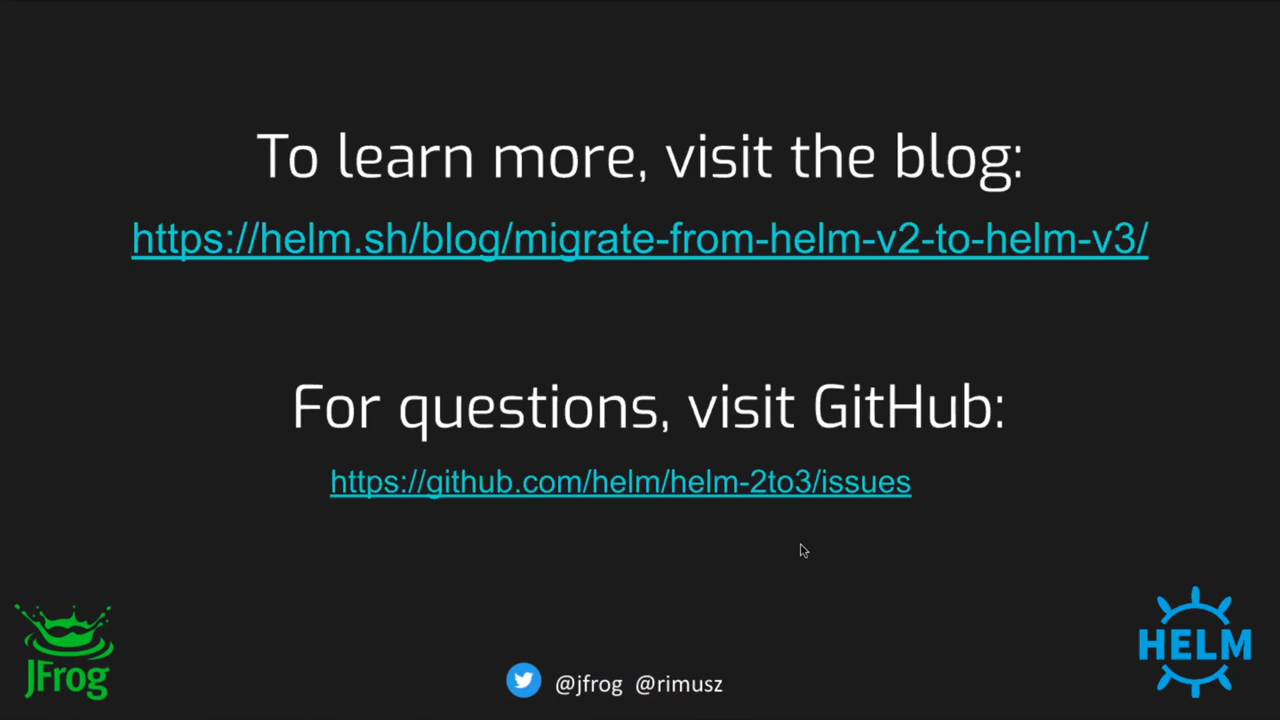 To learn more, visit the blog:
https://helm.sh/blog/migrate-from-helm-v2-to-helm-v3/
For questions, visit GitHub:
https://github.com/helm/helm-2to3/issues
JFrog
HELM
@jfrog @rimusz